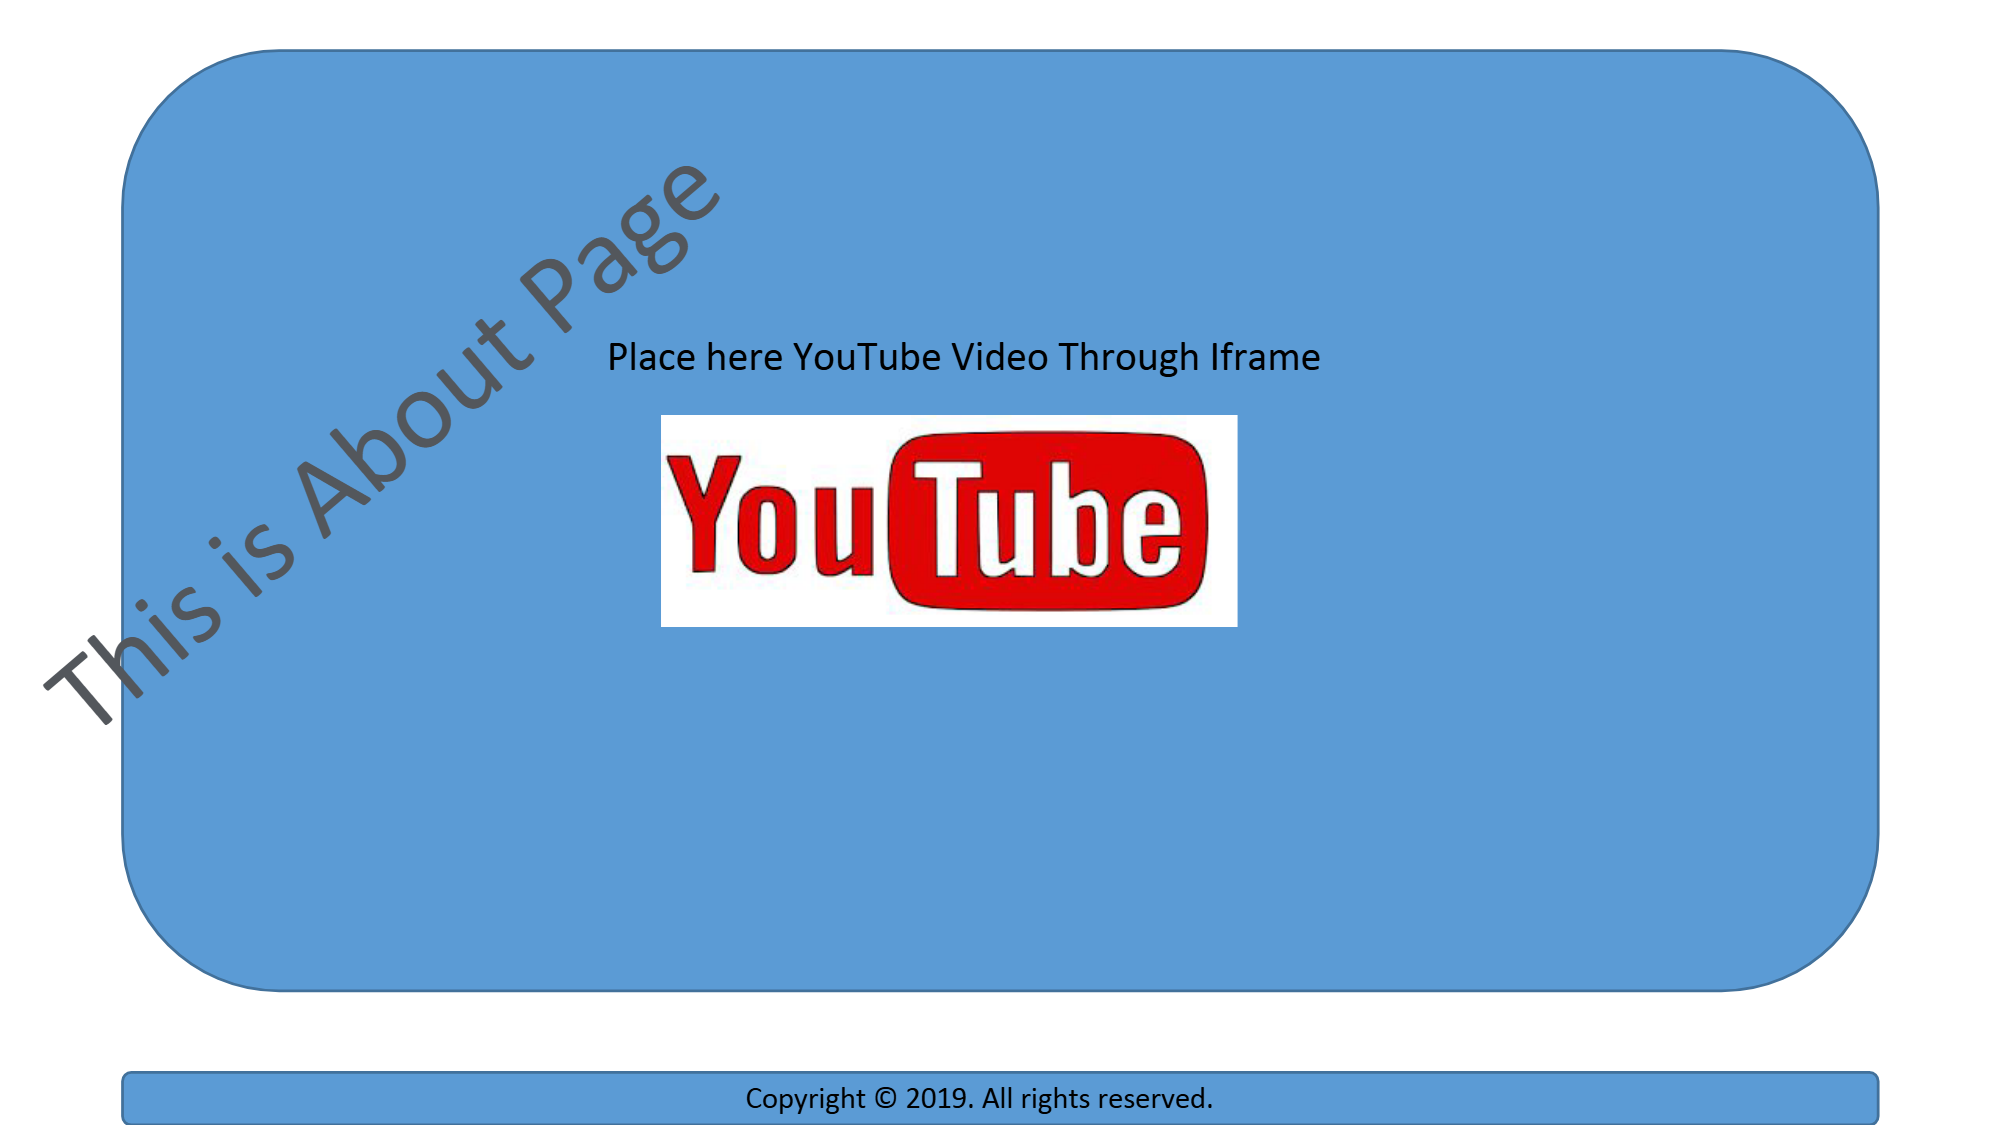 This is About Page
Place here YouTube Video Through Iframe
YouTube
Copyright © 2019. All rights reserved.